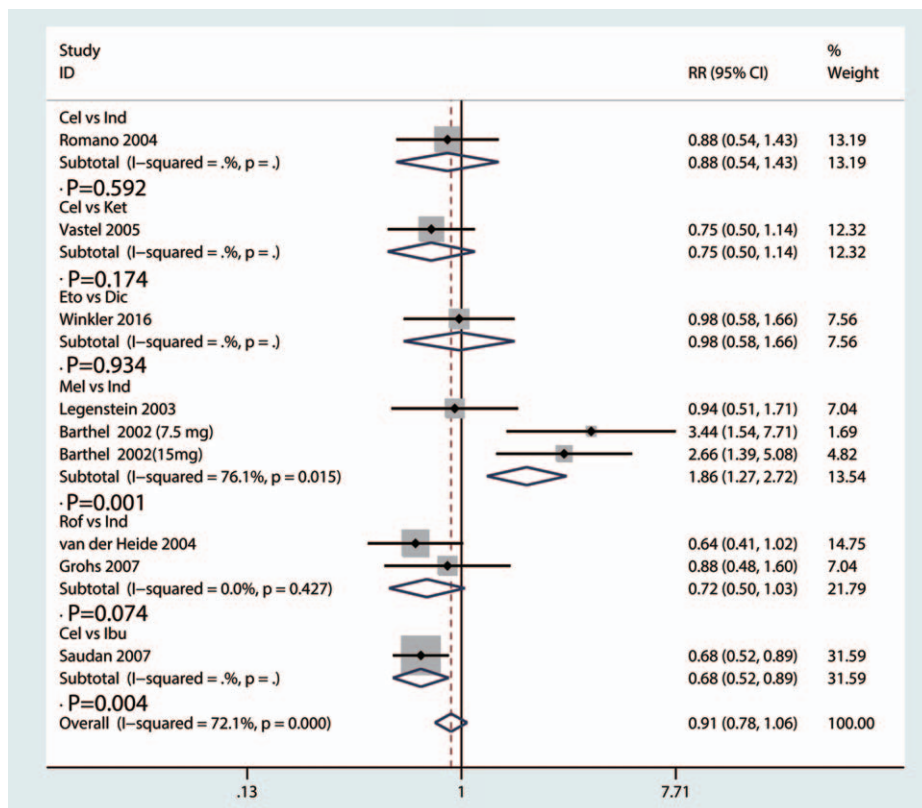 Study %
ID RR (95% CI) Weight
Cel vs Ind
Romano 2004 0.88 (0.54, 1.43) 13.19
Subtotal (I−squared = .%, p = .) 0.88 (0.54, 1.43) 13.19
· P=0.592
Cel vs Ket
Vastel 2005 0.75 (0.50, 1.14) 12.32
Subtotal (I−squared = .%, p = .) 0.75 (0.50, 1.14) 12.32
· P=0.174
Eto vs Dic
Winkler 2016 0.98 (0.58, 1.66) 7.56
Subtotal (I−squared = .%, p = .) 0.98 (0.58, 1.66) 7.56
· P=0.934
Mel vs Ind
Legenstein 2003 0.94 (0.51, 1.71) 7.04
Barthel 2002 (7.5 mg) 3.44 (1.54, 7.71) 1.69
Barthel 2002(15mg) 2.66 (1.39, 5.08) 4.82
Subtotal (I−squared = 76.1%, p = 0.015) 1.86 (1.27, 2.72) 13.54
· P=0.001
Rof vs Ind
van der Heide 2004 0.64 (0.41, 1.02) 14.75
Grohs 2007 0.88 (0.48, 1.60) 7.04
Subtotal (I−squared = 0.0%, p = 0.427) 0.72 (0.50, 1.03) 21.79
· P=0.074
Cel vs Ibu
Saudan 2007 0.68 (0.52, 0.89) 31.59
Subtotal (I−squared = .%, p = .) 0.68 (0.52, 0.89) 31.59
· P=0.004
Overall (I−squared = 72.1%, p = 0.000) 0.91 (0.78, 1.06) 100.00
.13 1 7.71